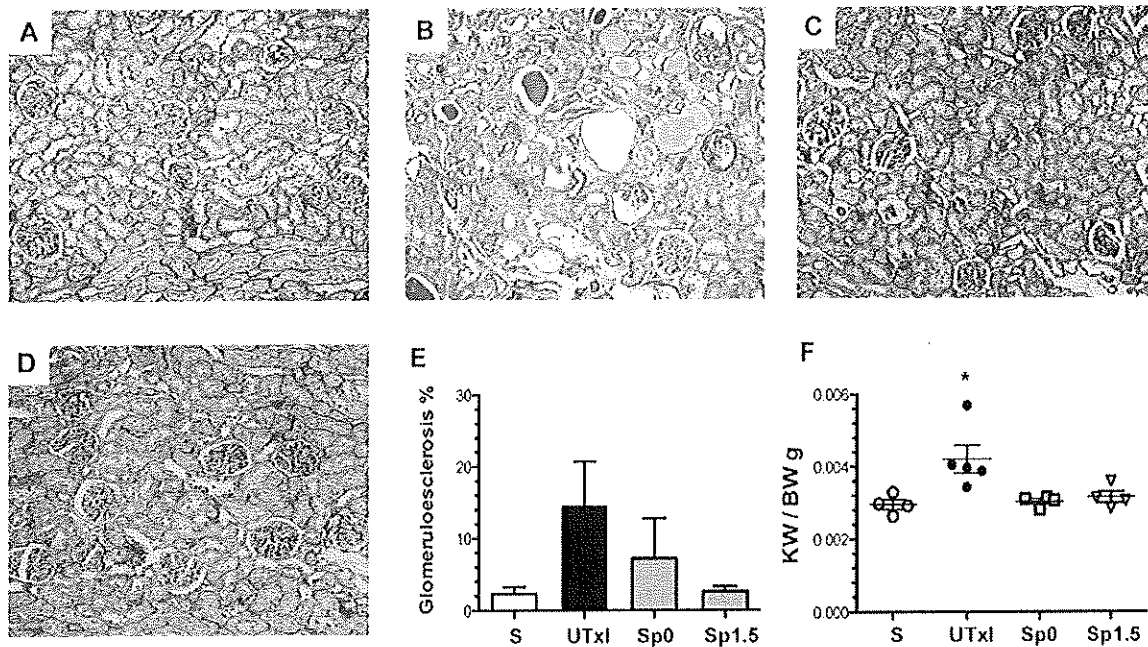 A
B
C
D
E
Glomeruloesclerosis %
30
20
10
0
S
UTxI
Sp0
Sp1.5
F
*
KW / BW g
0.006
0.004
0.002
0.000
S
UTxI
Sp0
Sp1.5